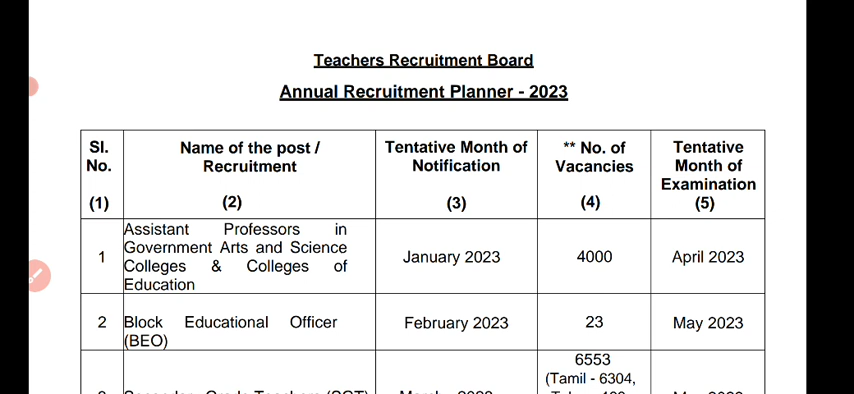 Teachers Recruitment Board
Annual Recruitment Planner - 2023
Sl. No. (1) Name of the post / Recruitment (2) Tentative Month of Notification (3) ** No. of Vacancies (4) Tentative Month of Examination (5)
1 Assistant Professors in Government Arts and Science Colleges & Colleges of Education January 2023 4000 April 2023
2 Block Educational Officer (BEO) February 2023 23 May 2023
6553
(Tamil - 6304,